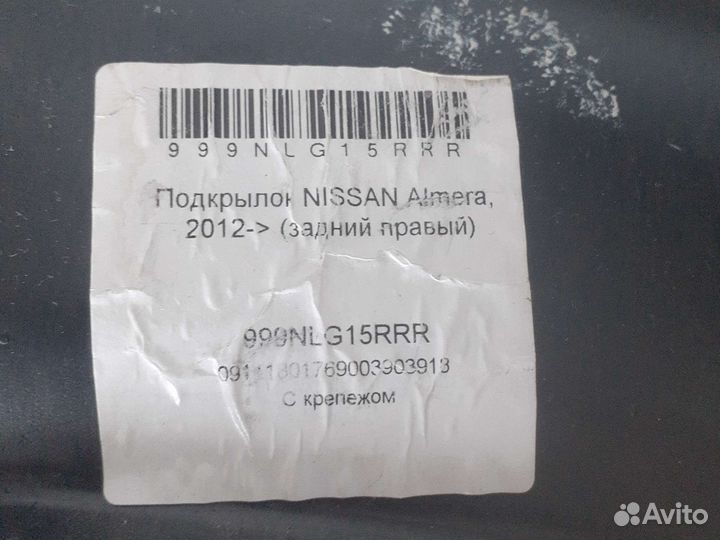 999NLG15RRR
Подкрылок NISSAN Almera,
2012-> (задний правый)
999NLG15RRR
С крепежом
Avito